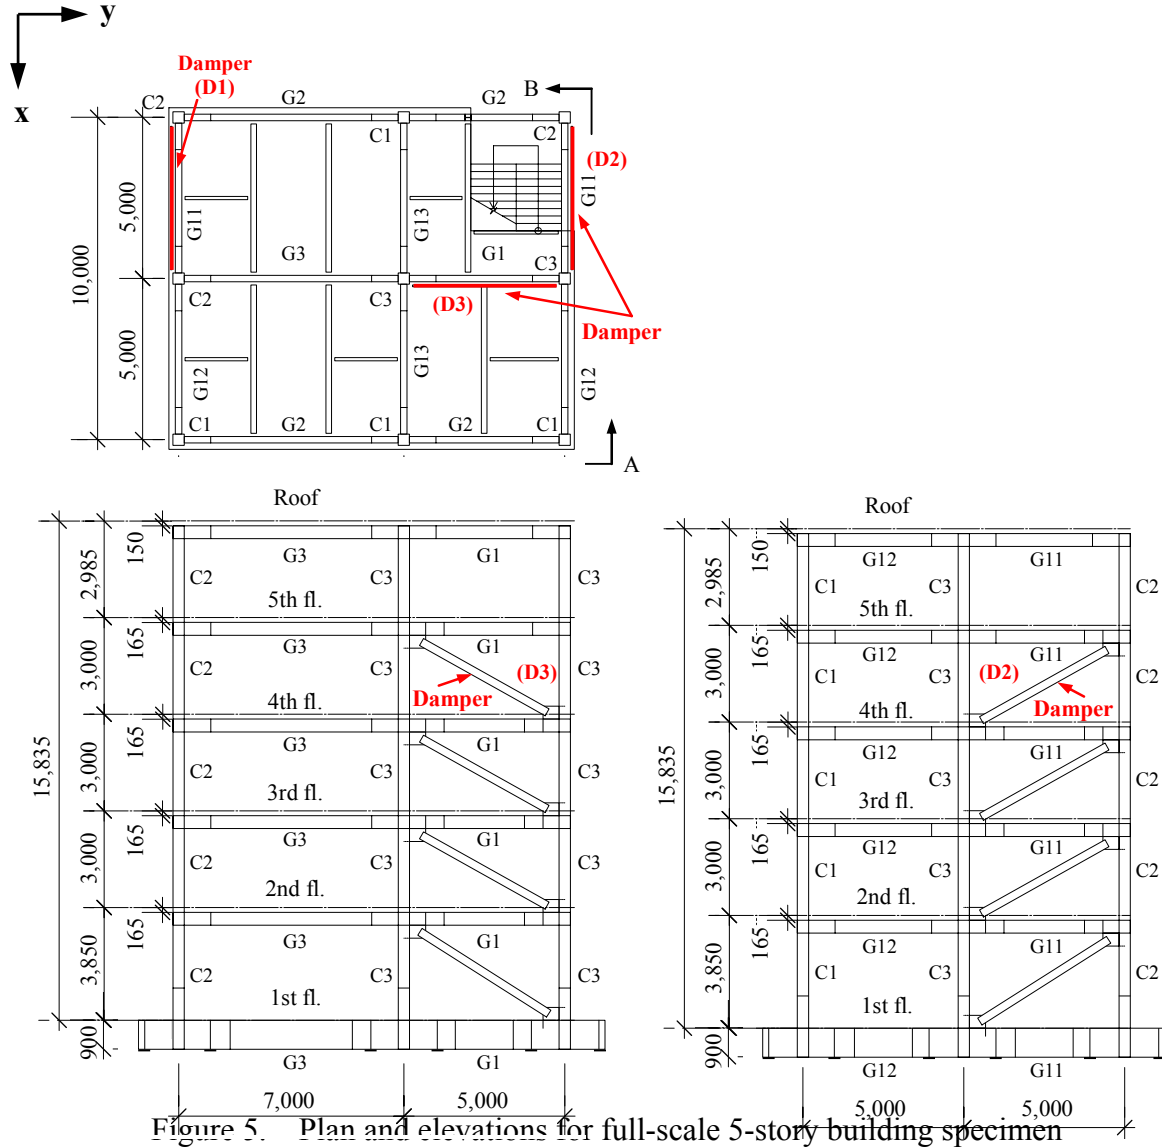 y
x
Damper
(D1)
B
C2
G2
G2
C1
C2
(D2)
G11
5,000
G11
G13
G3
G1
C3
10,000
C2
C3
(D3)
Damper
5,000
G12
G13
G12
C1
G2
C1
G2
C1
A
Roof
150
2,985
G3
G1
C2
C3
C3
5th fl.
165
3,000
G3
G1
C2
C3
(D3)
C3
Damper
4th fl.
165
3,000
G3
G1
C2
C3
C3
3rd fl.
15,835
165
3,000
G3
G1
C2
C3
C3
2nd fl.
165
3,850
G3
G1
C2
C3
C3
1st fl.
900
G3
G1
7,000
5,000
Roof
150
2,985
G12
G11
C1
C3
C2
5th fl.
165
3,000
G12
G11
C1
C3
(D2)
C2
Damper
4th fl.
165
3,000
G12
G11
C1
C3
C2
3rd fl.
15,835
165
3,000
G12
G11
C1
C3
C2
2nd fl.
165
3,850
G12
G11
C1
C3
C2
1st fl.
900
G12
G11
5,000
5,000
Figure 5. Plan and elevations for full-scale 5-story building specimen